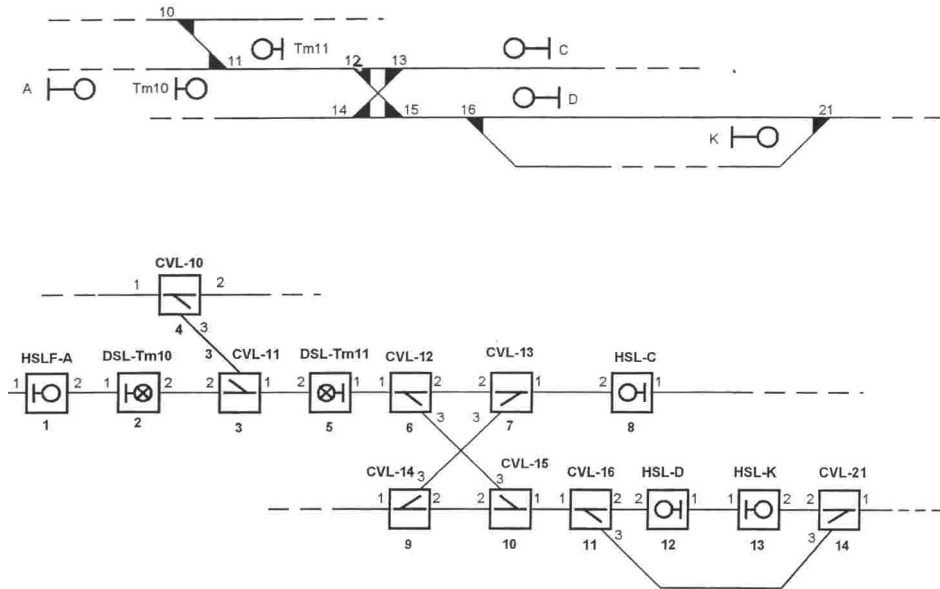 10
11 Tm11 12 13 C
A Tm10 D
14 15 16 K 21
CVL-10
1 2
3
4
HSLF-A DSL-Tm10 3 CVL-11 DSL-Tm11 CVL-12 CVL-13 HSL-C
1 2 1 2 2 1 2 1 1 2 2 1 2 1
1 2 3 5 6 3 3 7 8
CVL-14 3 CVL-15 3 CVL-16 HSL-D HSL-K CVL-21
1 2 2 1 1 2 2 1 1 2 2 1
9 10 11 3 12 13 3 14